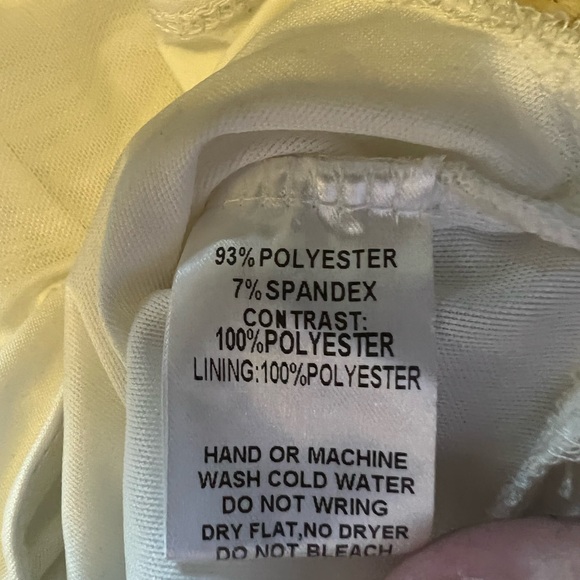 93% POLYESTER
7% SPANDEX
CONTRAST:
100%POLYESTER
LINING:100%POLYESTER
HAND OR MACHINE
WASH COLD WATER
DO NOT WRING
DRY FLAT,NO DRYER
DO NOT BLEACH